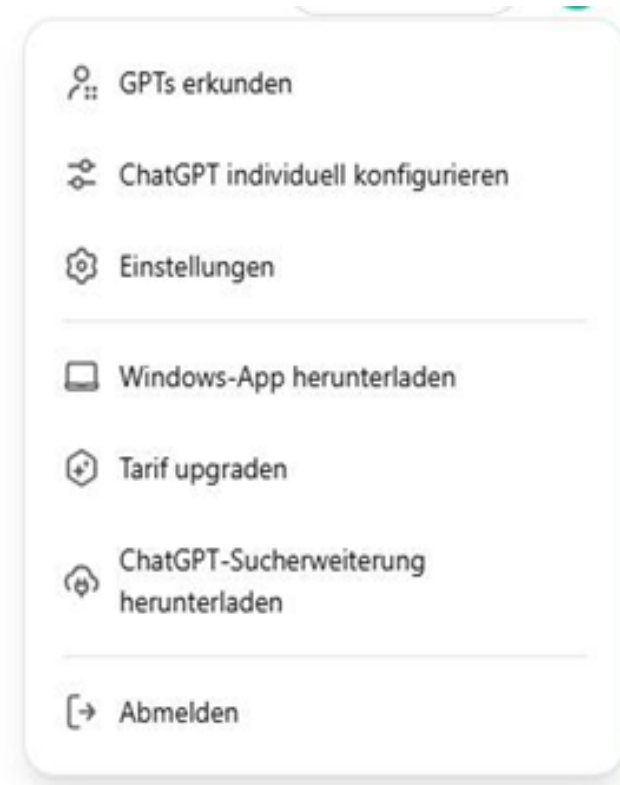 GPTs erkunden
ChatGPT individuell konfigurieren
Einstellungen
Windows-App herunterladen
Tarif upgraden
ChatGPT-Sucherweiterung
herunterladen
Abmelden